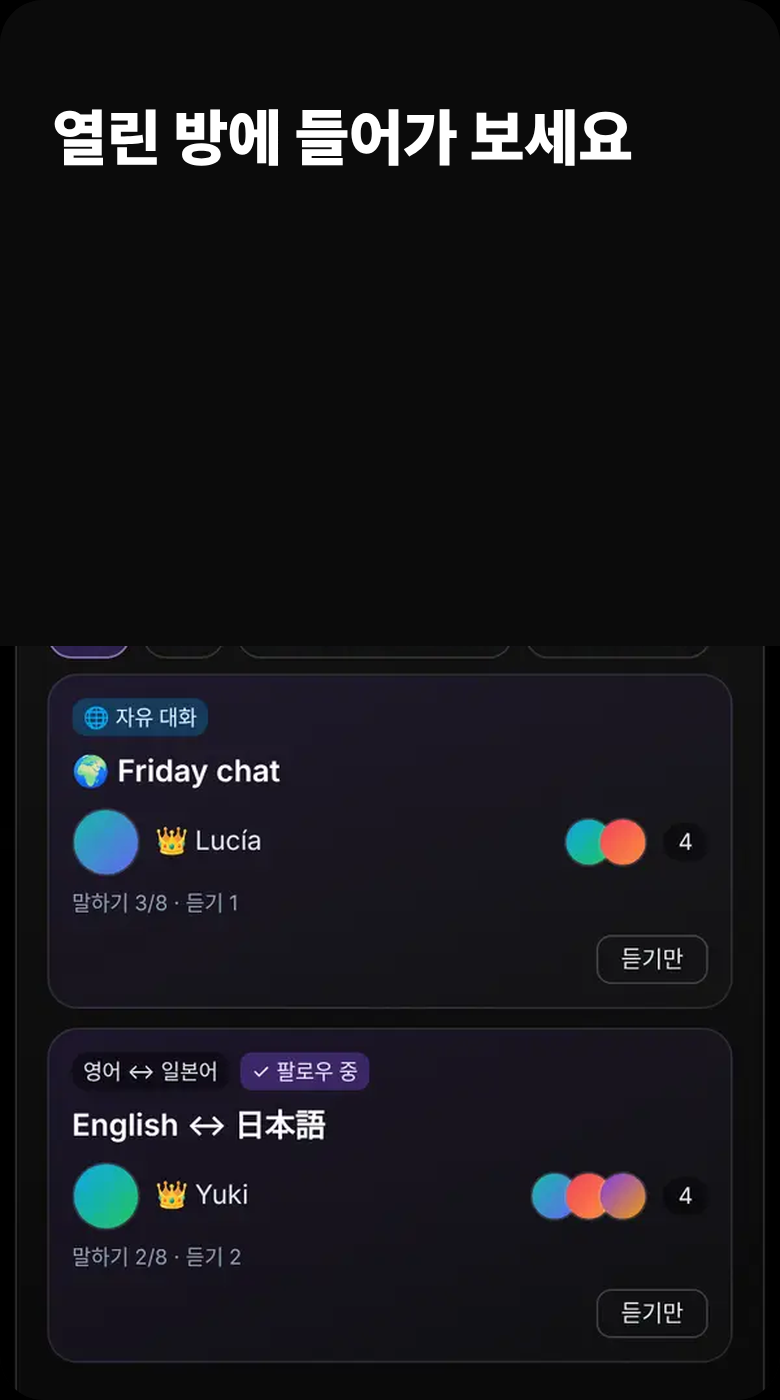 열린 방에 들어가 보세요
🌐 자유 대화
🌍 Friday chat
👑 Lucía
4
말하기 3/8 · 듣기 1
듣기만
영어 ↔ 일본어
✓ 팔로우 중
English ↔ 日本語
👑 Yuki
4
말하기 2/8 · 듣기 2
듣기만